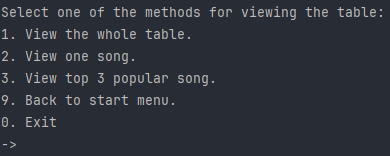 Select one of the methods for viewing the table:
1. View the whole table.
2. View one song.
3. View top 3 popular song.
9. Back to start menu.
0. Exit
->